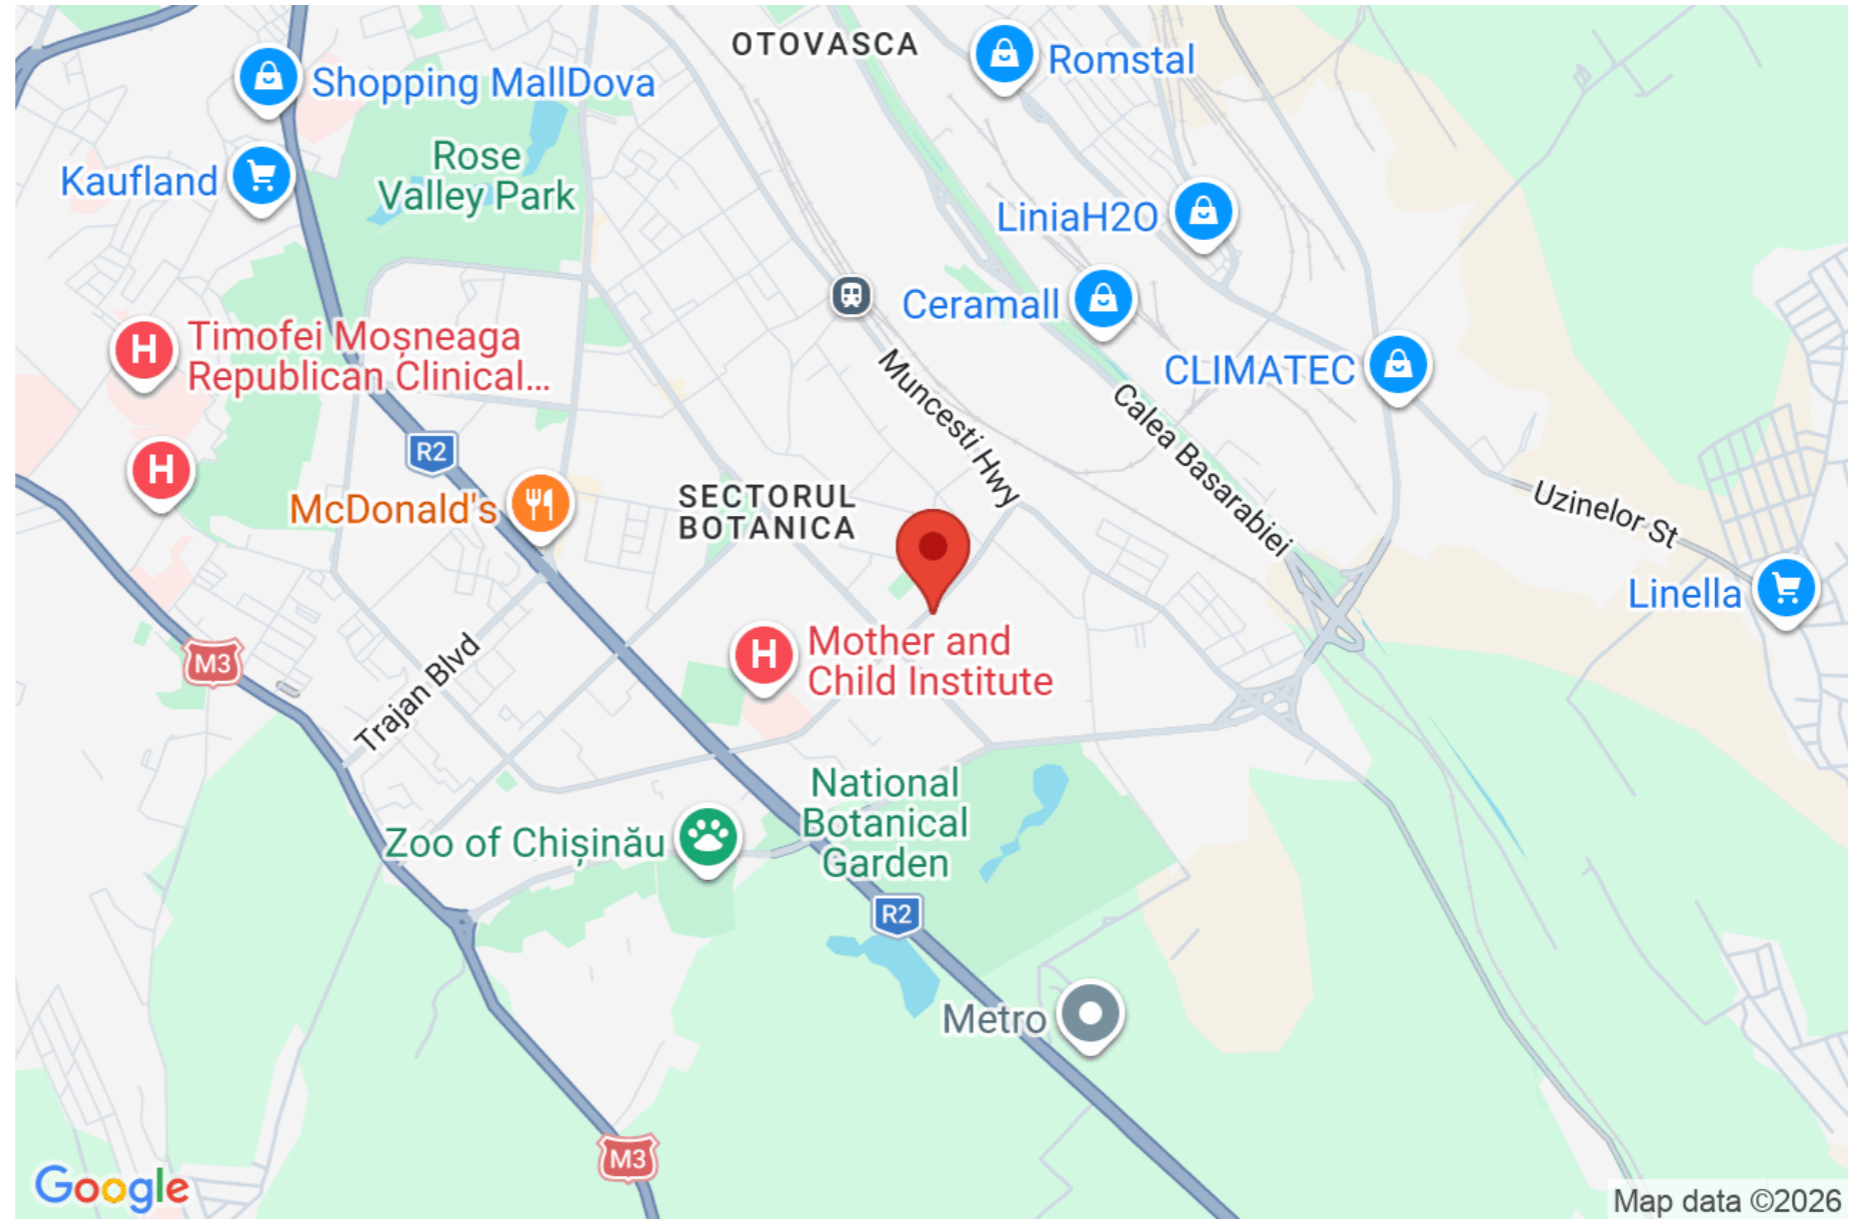 OTOVASCA
Romstal
Shopping MallDova
Rose
Valley Park
Kaufland
LiniaH2O
Ceramall
Timofei Moșneaga
Republican Clinical...
CLIMATEC
Muncesti Hwy
Calea Basarabiei
R2
McDonald's
SECTORUL
BOTANICA
Uzinelor St
Linella
Mother and
Child Institute
M3
Trajan Blvd
National
Botanical
Garden
Zoo of Chișinău
R2
Metro
M3
Google
Map data ©2026
H
H
H